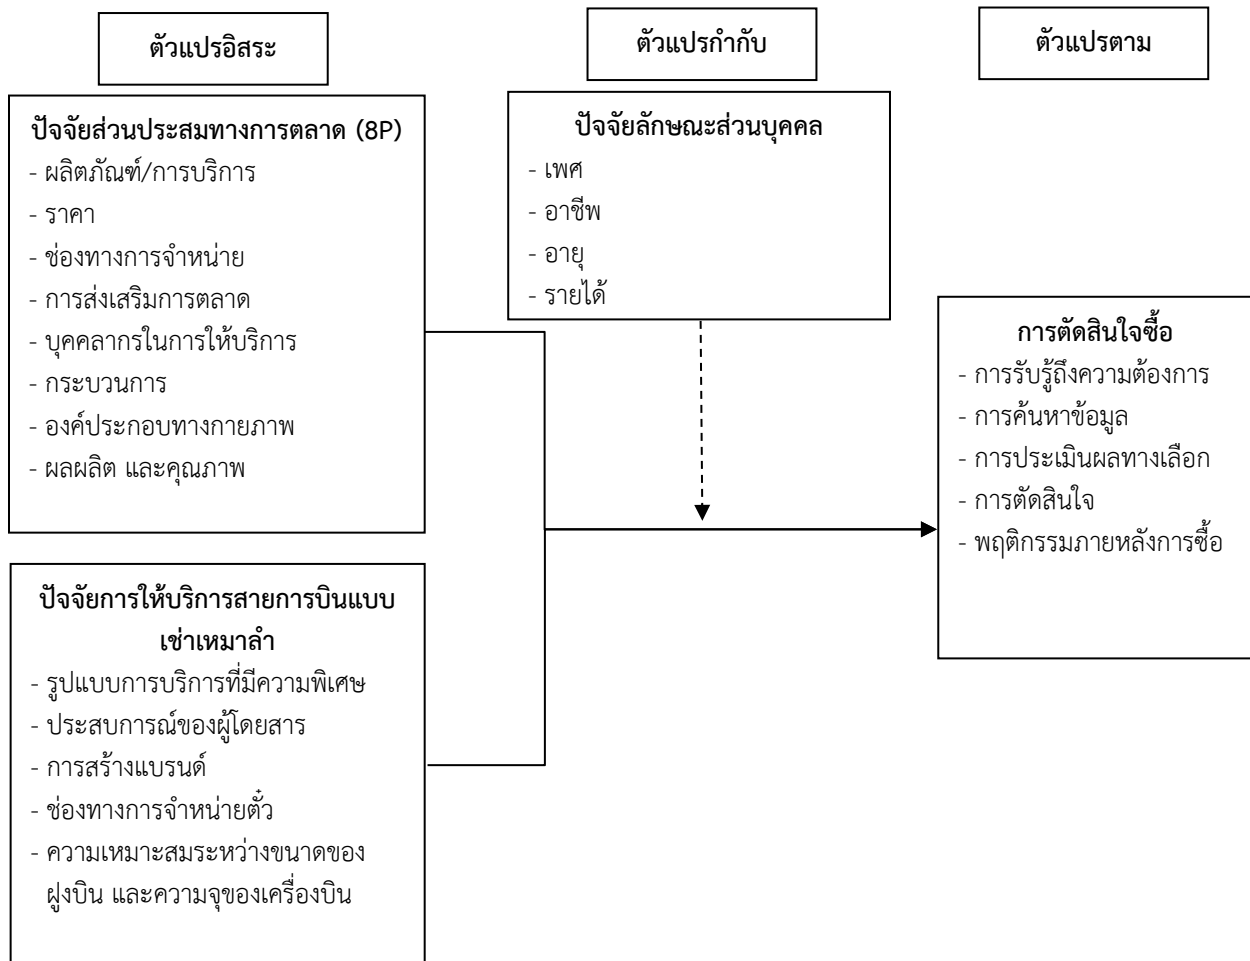 ตัวแปรอิสระ
ตัวแปรกำกับ
ตัวแปรตาม
ปัจจัยส่วนประสมทางการตลาด (8P)
- ผลิตภัณฑ์/การบริการ
- ราคา
- ช่องทางการจำหน่าย
- การส่งเสริมการตลาด
- บุคคลากรในการให้บริการ
- กระบวนการ
- องค์ประกอบทางกายภาพ
- ผลผลิต และคุณภาพ
ปัจจัยลักษณะส่วนบุคคล
- เพศ
- อาชีพ
- อายุ
- รายได้
การตัดสินใจซื้อ
- การรับรู้ถึงความต้องการ
- การค้นหาข้อมูล
- การประเมินผลทางเลือก
- การตัดสินใจ
- พฤติกรรมภายหลังการซื้อ
ปัจจัยการให้บริการสายการบินแบบ
เช่าเหมาลำ
- รูปแบบการบริการที่มีความพิเศษ
- ประสบการณ์ของผู้โดยสาร
- การสร้างแบรนด์
- ช่องทางการจำหน่ายตั๋ว
- ความเหมาะสมระหว่างขนาดของ
ฝูงบิน และความจุของเครื่องบิน